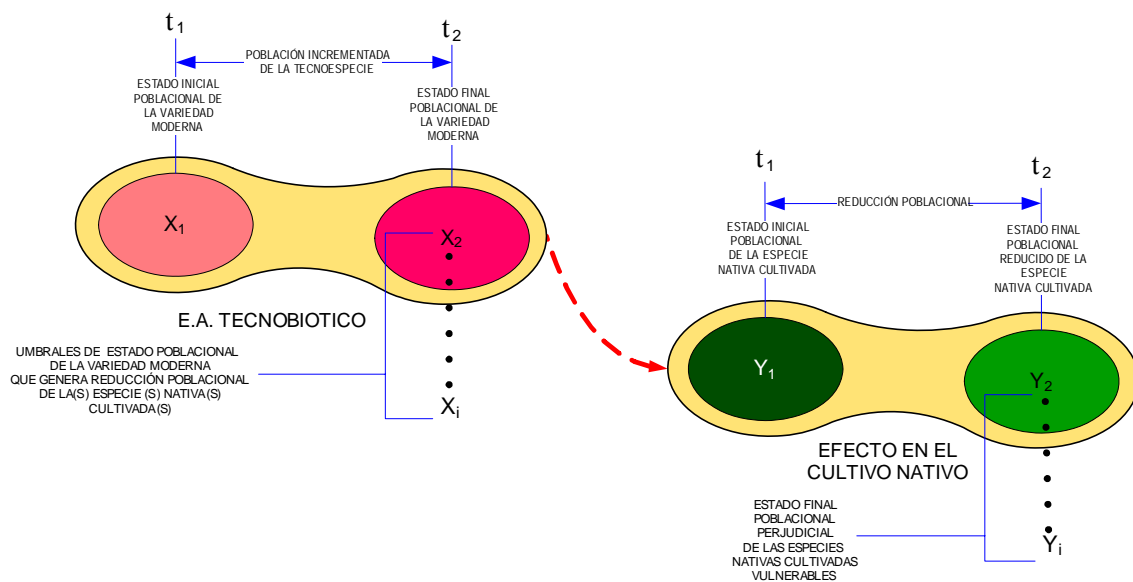 t1
t2
POBLACIÓN INCREMENTADA
DE LA TECNOESPECIE
ESTADO INICIAL
POBLACIONAL DE
LA VARIEDAD
MODERNA
ESTADO FINAL
POBLACIONAL DE
LA VARIEDAD
MODERNA
X1
X2
E.A. TECNOBIOTICO
UMBRALES DE ESTADO POBLACIONAL
DE LA VARIEDAD MODERNA
QUE GENERA REDUCCIÓN POBLACIONAL
DE LA(S) ESPECIE (S) NATIVA(S)
CULTIVADA(S)
Xi
t1
t2
REDUCCIÓN POBLACIONAL
ESTADO INICIAL
POBLACIONAL
DE LA ESPECIE
NATIVA CULTIVADA
ESTADO FINAL
POBLACIONAL
REDUCIDO DE LA
ESPECIE
NATIVA CULTIVADA
Y1
Y2
EFECTO EN EL
CULTIVO NATIVO
ESTADO FINAL
POBLACIONAL
PERJUDICIAL
DE LAS ESPECIES
NATIVAS CULTIVADAS
VULNERABLES
Yi